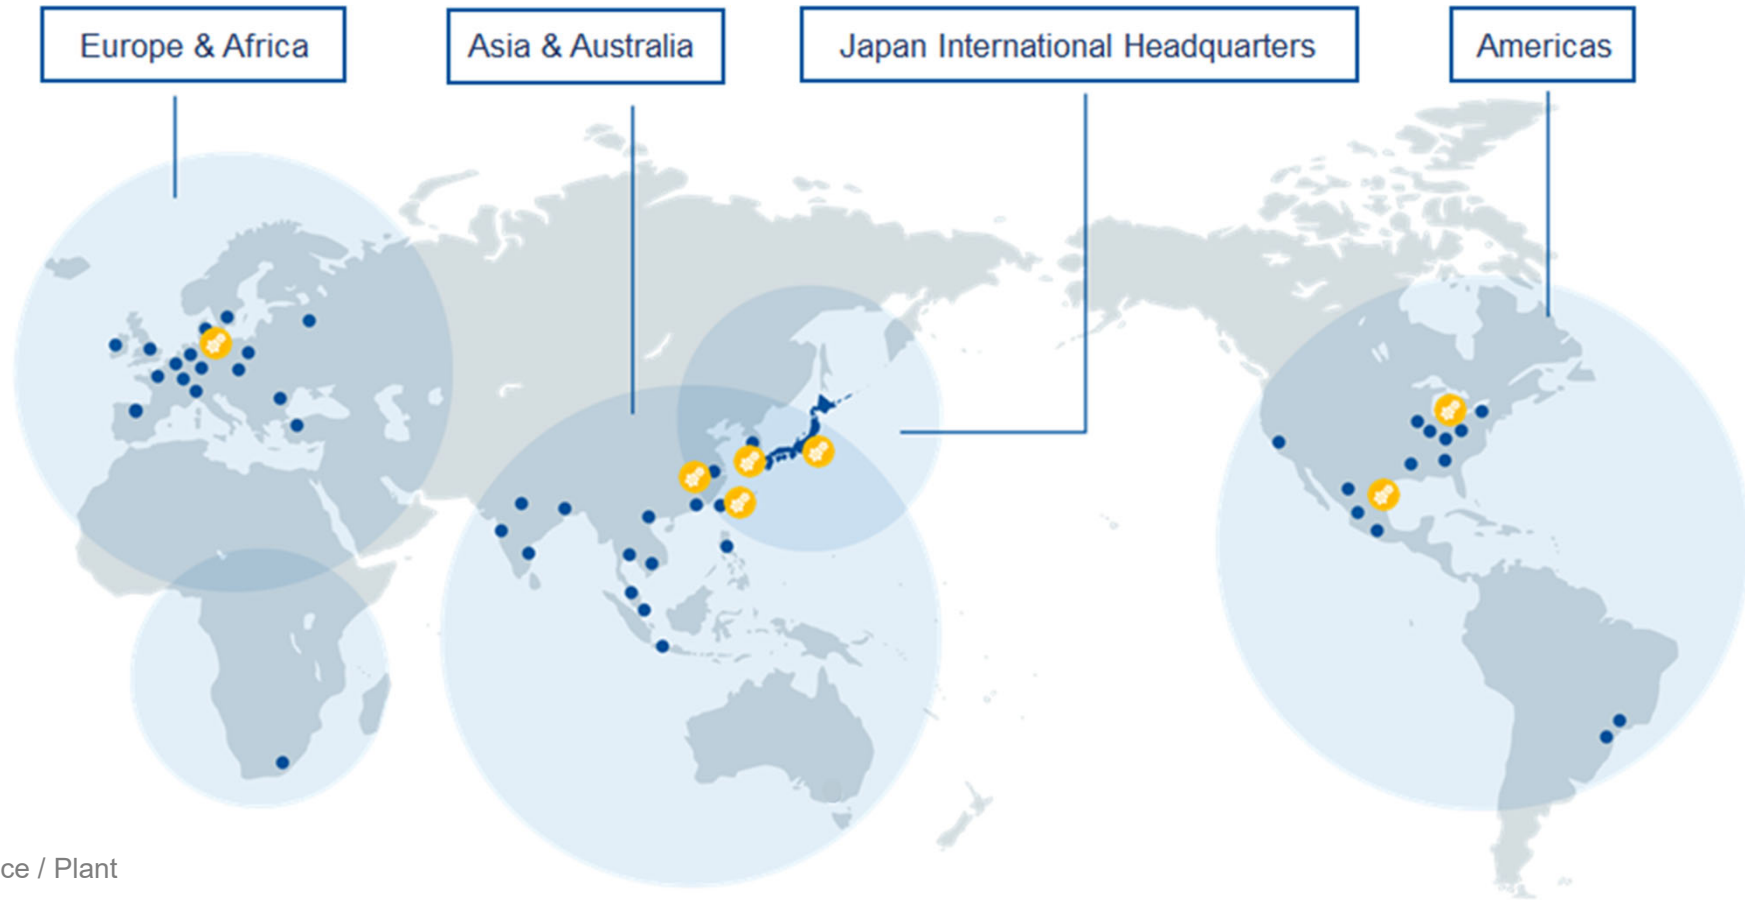 Europe & Africa
Asia & Australia
Japan International Headquarters
Americas
ce / Plant